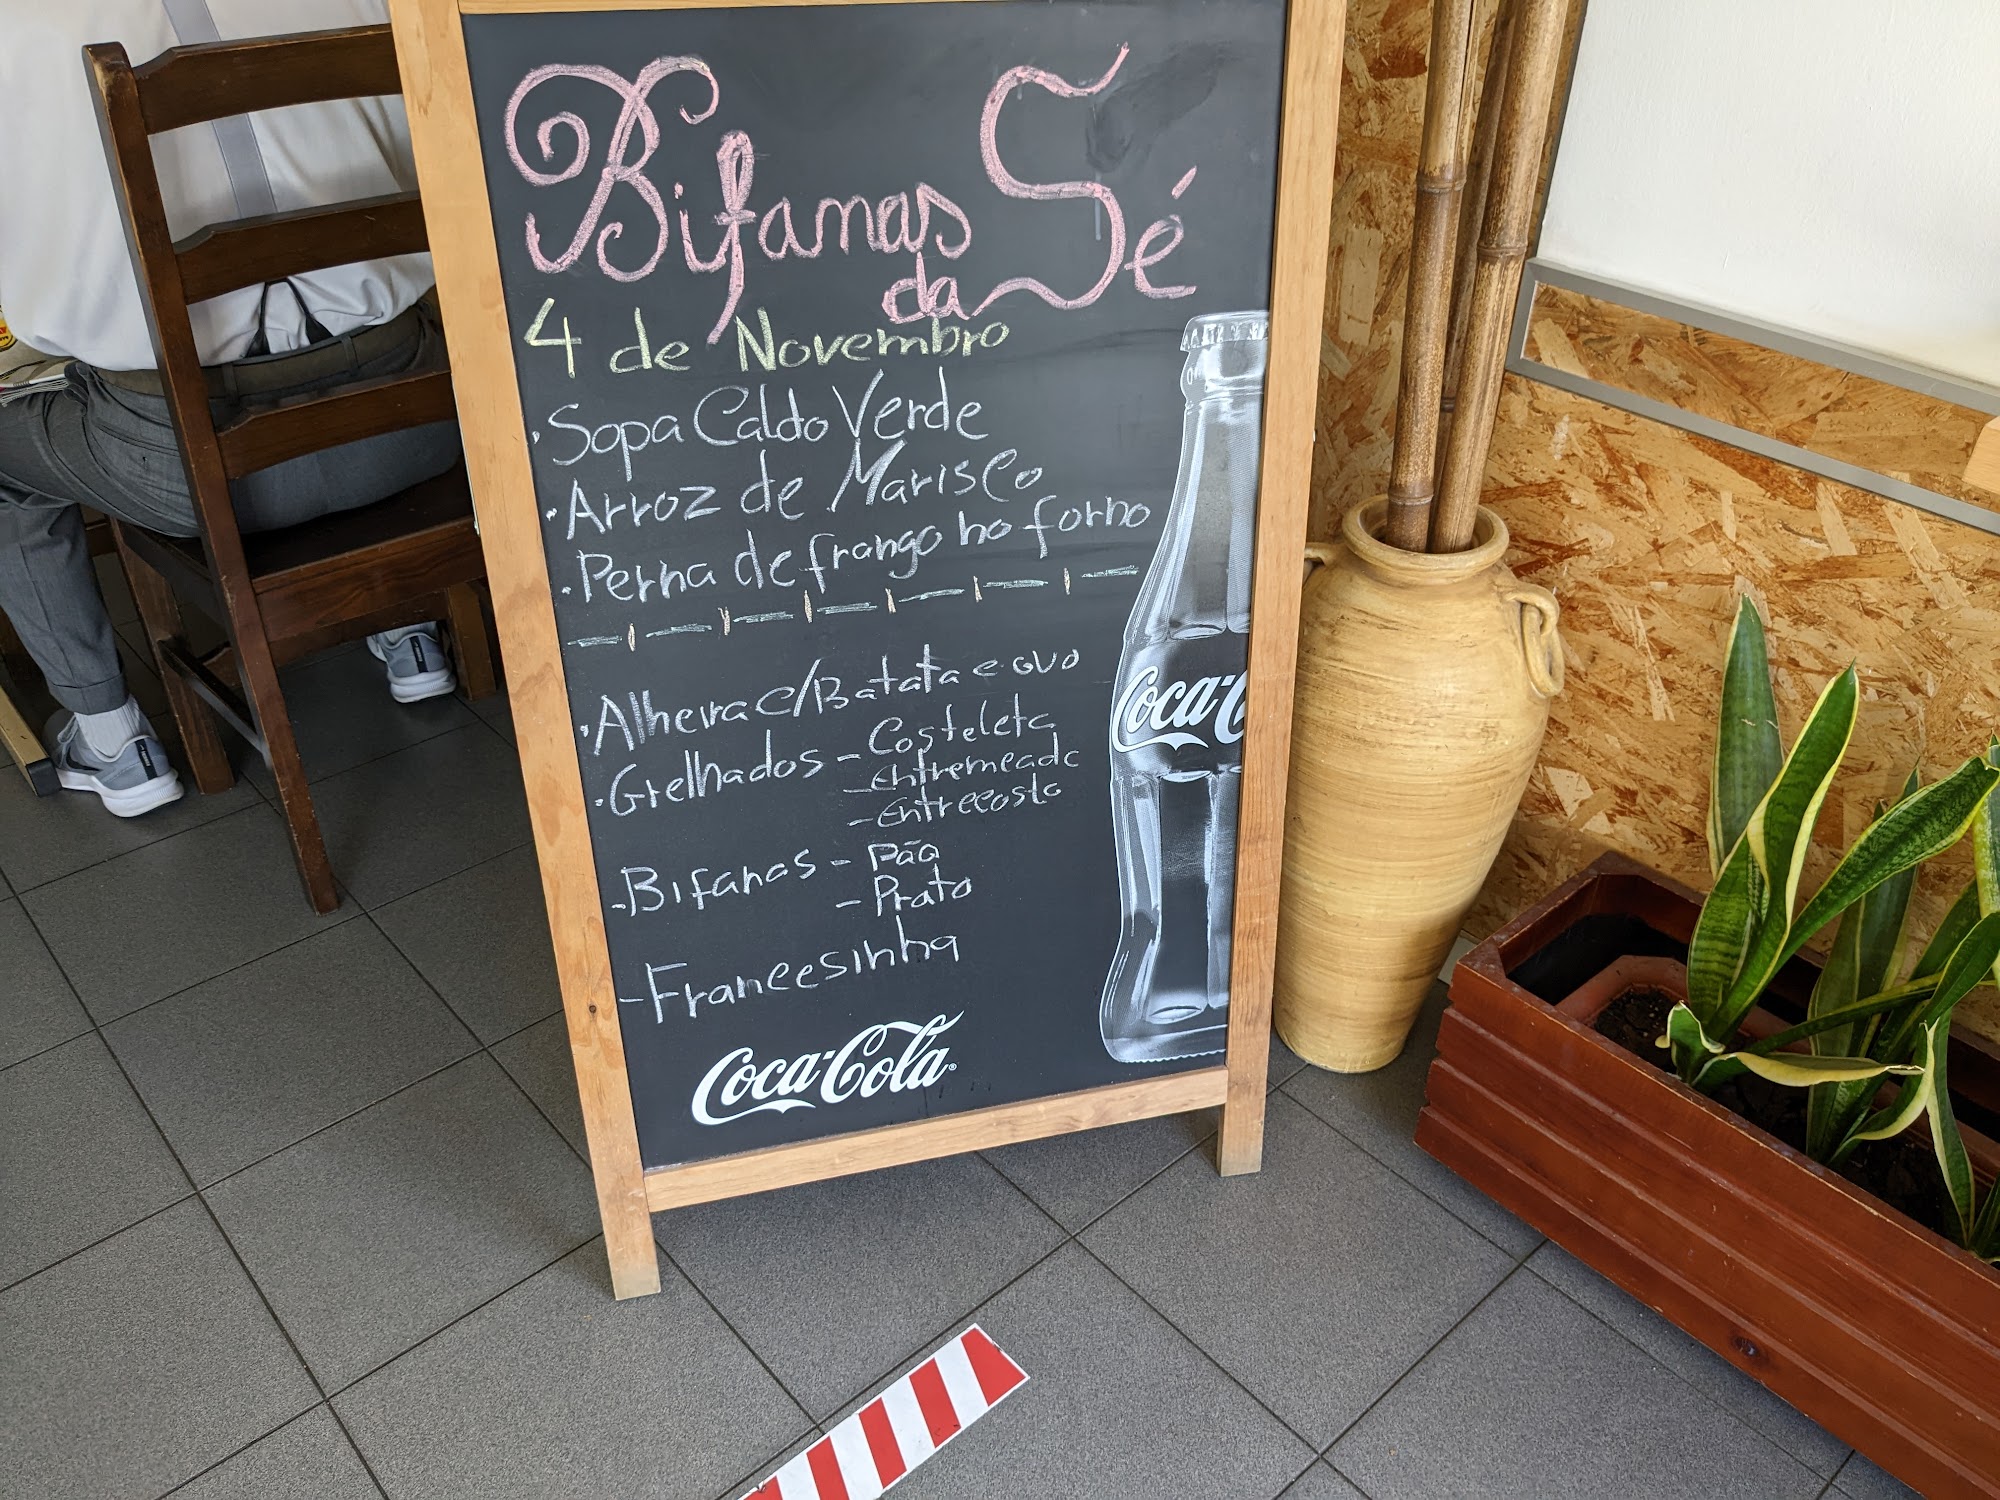 Bifanas
da Sé
4 de Novembro
• Sopa Caldo Verde
• Arroz de Marisco
• Perna de frango no forno
• Alheira c/Batata e ovo
• Grelhados - Costeleta
- Entremeada
- Entrecosto
- Bifanas - Pão
- Prato
- Francesinha
Coca-Cola
Coca-C